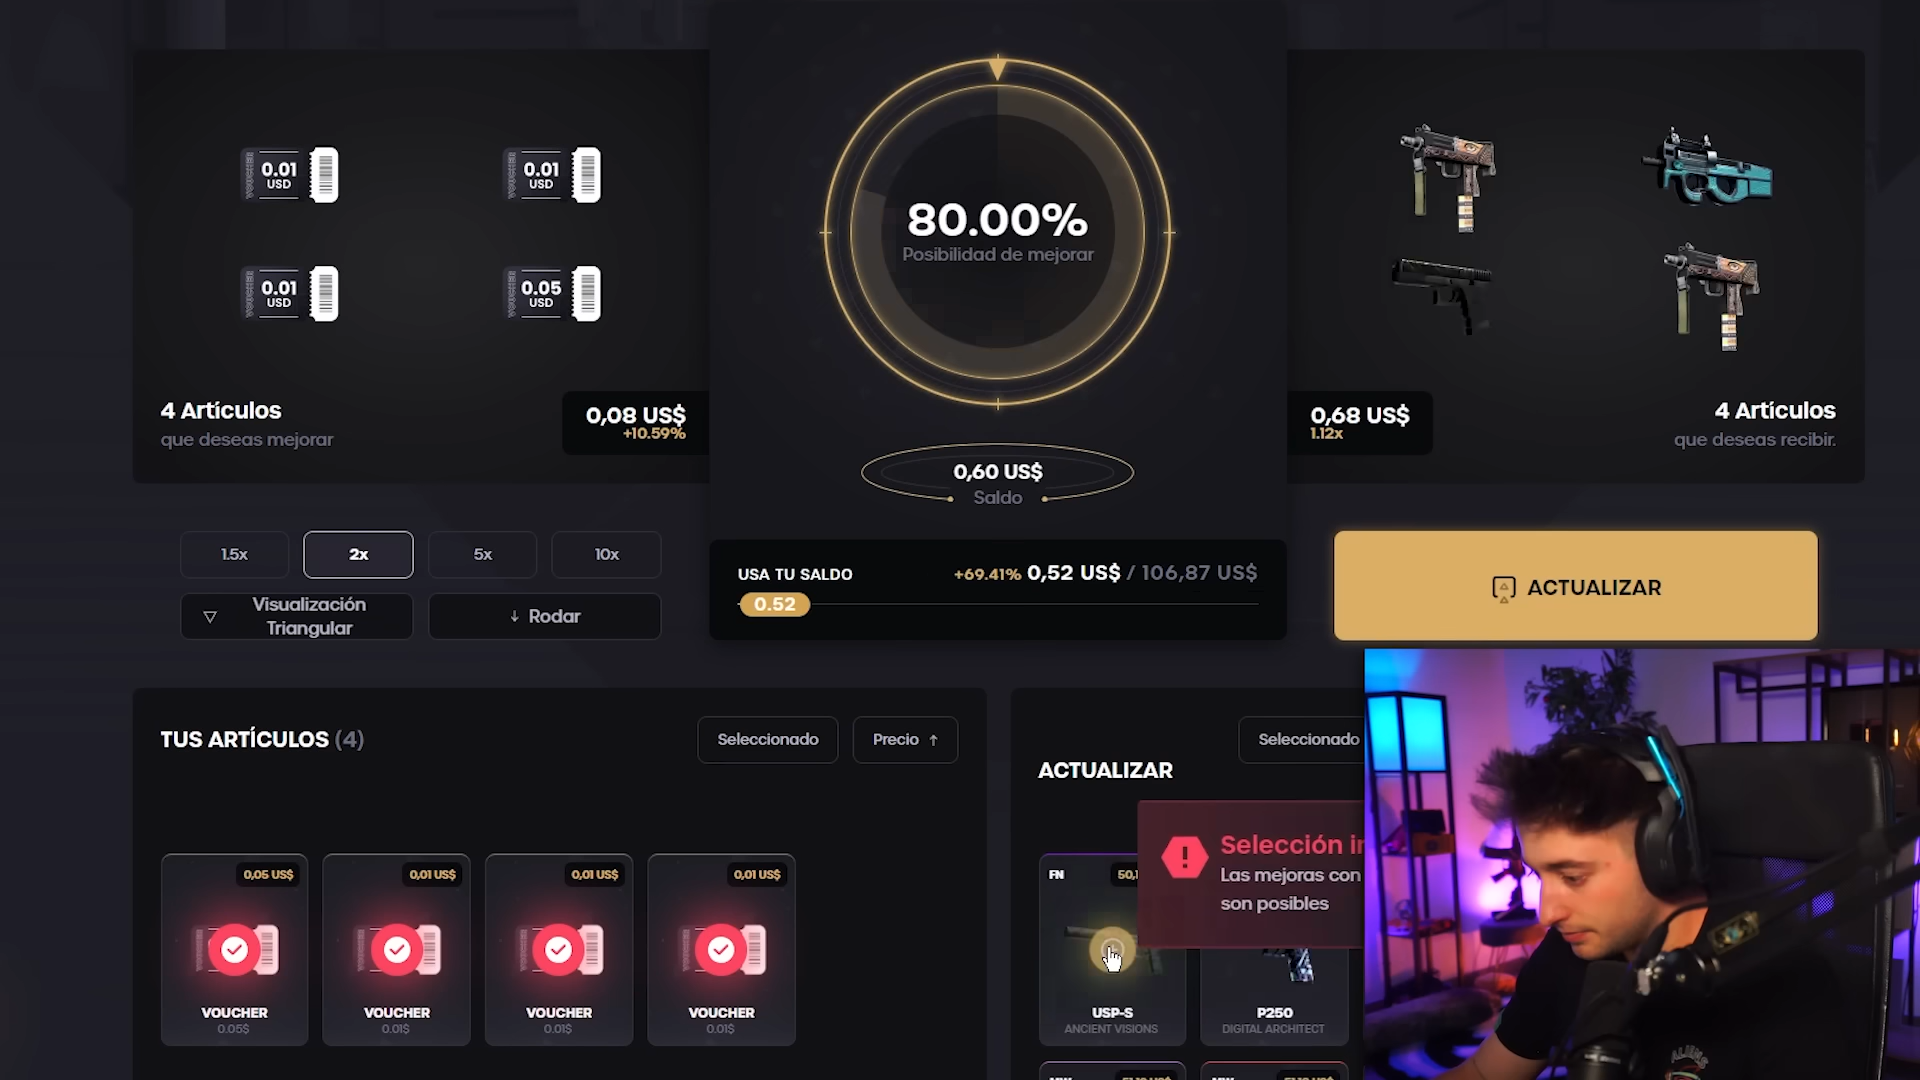 0.01
USD
0.01
USD
0.01
USD
0.05
USD
4 Artículos
que deseas mejorar
0,08 US$
+10.59%
80.00%
Posibilidad de mejorar
0,60 US$
Saldo
0,68 US$
1.12x
4 Artículos
que deseas recibir.
1.5x
2x
5x
10x
Visualización
Triangular
Rodar
USA TU SALDO
+69.41% 0,52 US$ / 106,87 US$
0.52
ACTUALIZAR
TUS ARTÍCULOS (4)
Seleccionado
Precio ↑
0,05 US$
VOUCHER
0.05$
0,01 US$
VOUCHER
0.01$
0,01 US$
VOUCHER
0.01$
0,01 US$
VOUCHER
0.01$
ACTUALIZAR
Seleccionado
Selección
Las mejoras con
son posibles
FN
50,1
USP-S
ANCIENT VISIONS
P250
DIGITAL ARCHITECT